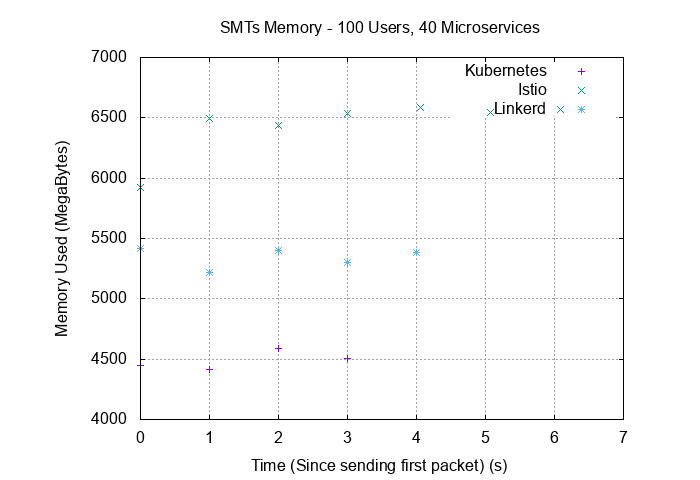 SMTs Memory - 100 Users, 40 Microservices
7000
6500
6000
5500
5000
4500
4000
Memory Used (MegaBytes)
Kubernetes
Istio
Linkerd
0 1 2 3 4 5 6 7
Time (Since sending first packet) (s)